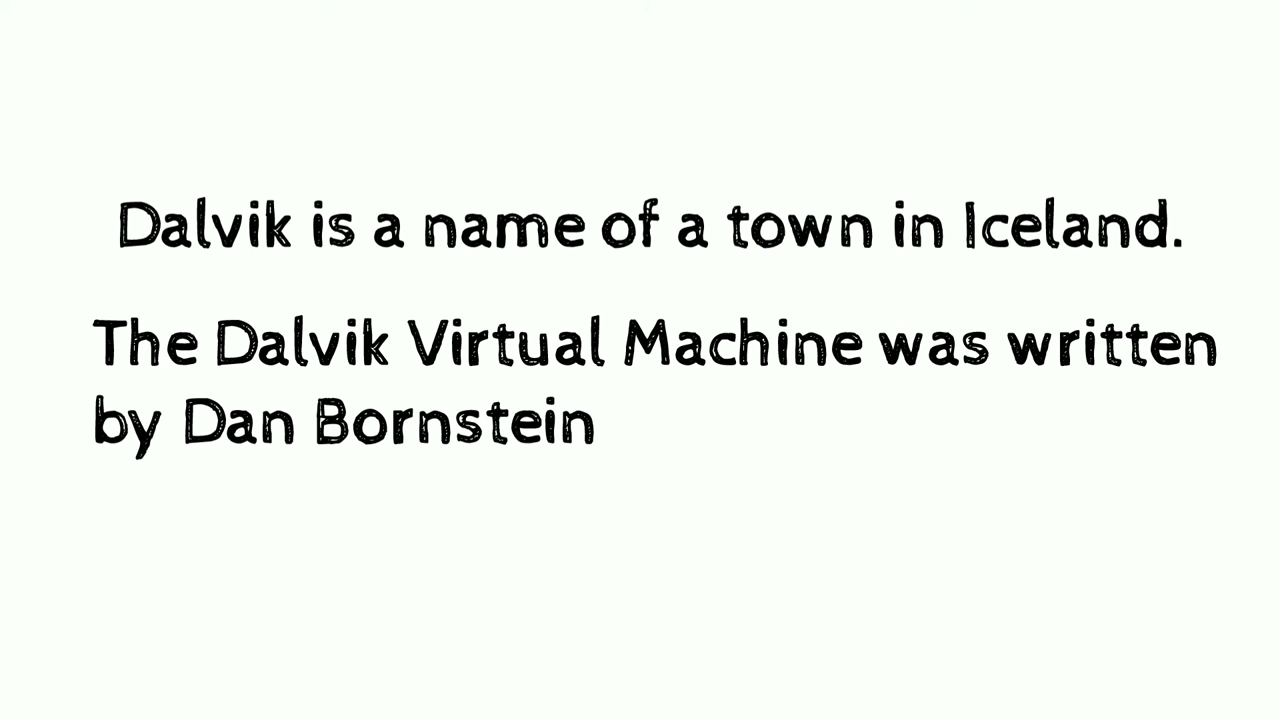 Dalvik is a name of a town in Iceland.
The Dalvik Virtual Machine was written
by Dan Bornstein